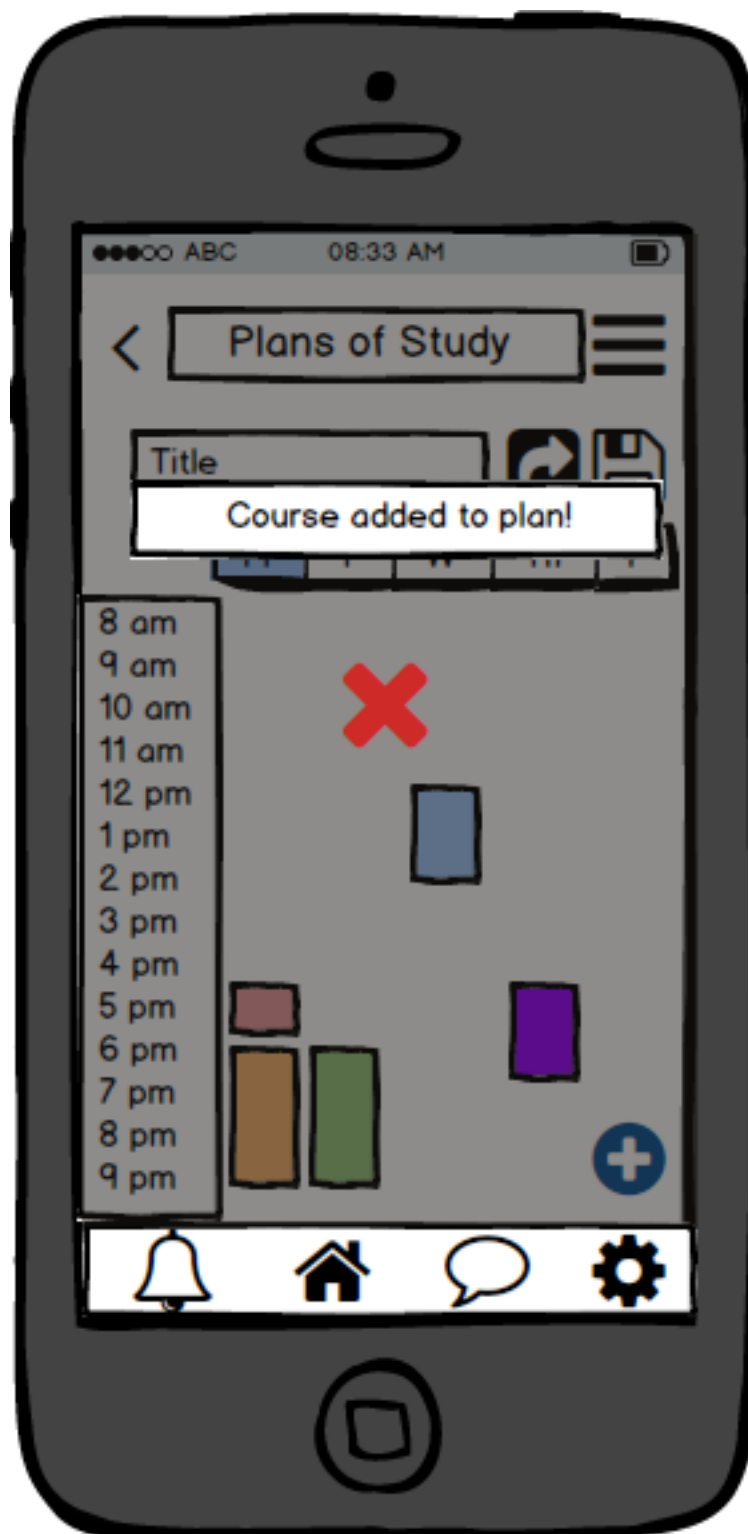 ABC 08:33 AM
Plans of Study
Title
Course added to plan!
8 am
9 am
10 am
11 am
12 pm
1 pm
2 pm
3 pm
4 pm
5 pm
6 pm
7 pm
8 pm
9 pm